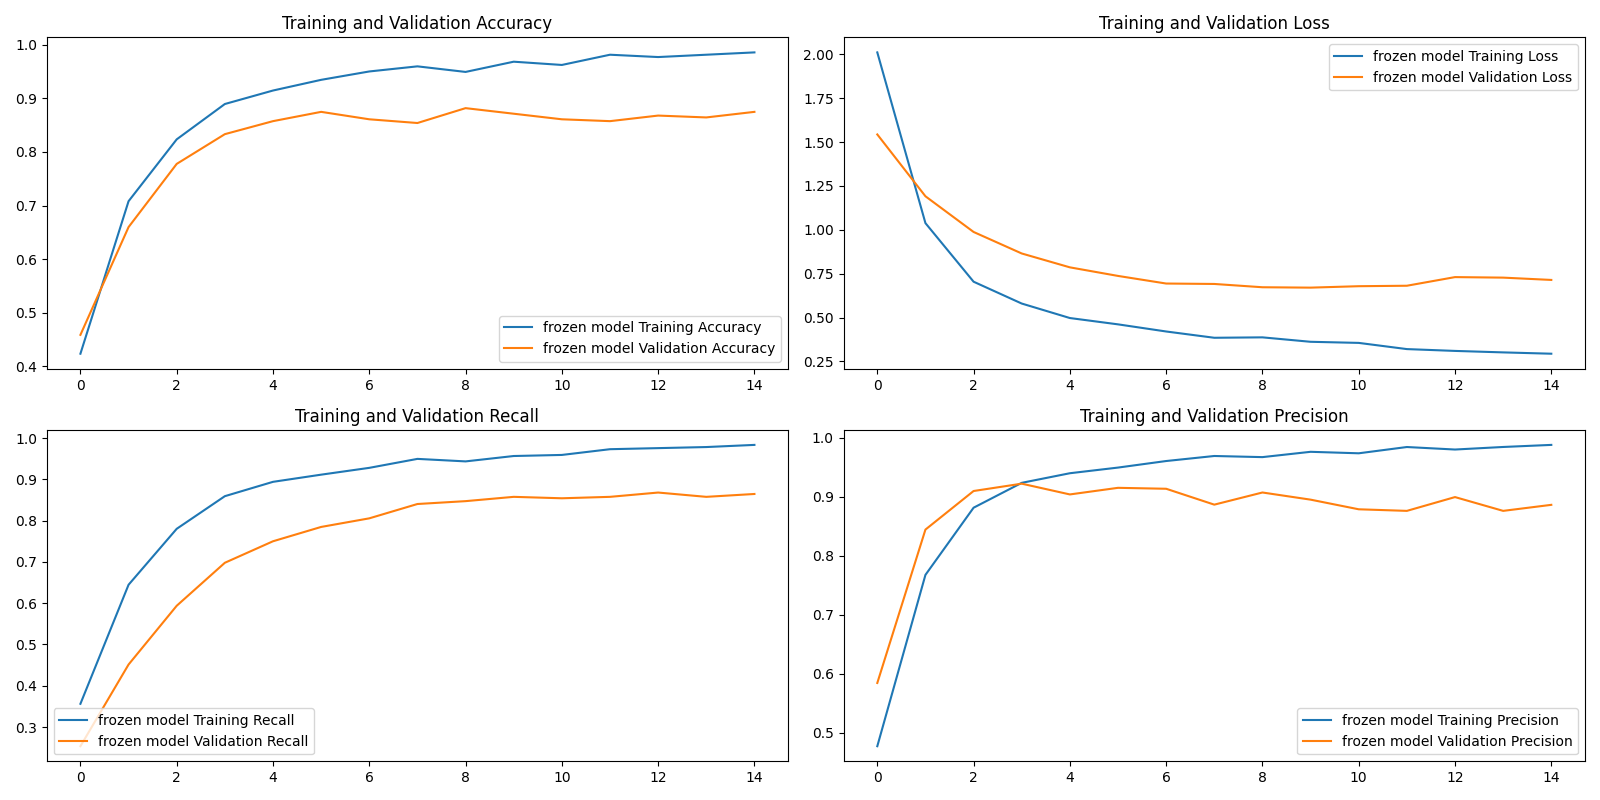 Training and Validation Accuracy
1.0
0.9
0.8
0.7
0.6
0.5
0.4
frozen model Training Accuracy
frozen model Validation Accuracy
0 2 4 6 8 10 12 14
Training and Validation Loss
2.00
1.75
1.50
1.25
1.00
0.75
0.50
0.25
frozen model Training Loss
frozen model Validation Loss
0 2 4 6 8 10 12 14
Training and Validation Recall
1.0
0.9
0.8
0.7
0.6
0.5
0.4
0.3
frozen model Training Recall
frozen model Validation Recall
0 2 4 6 8 10 12 14
Training and Validation Precision
1.0
0.9
0.8
0.7
0.6
0.5
frozen model Training Precision
frozen model Validation Precision
0 2 4 6 8 10 12 14